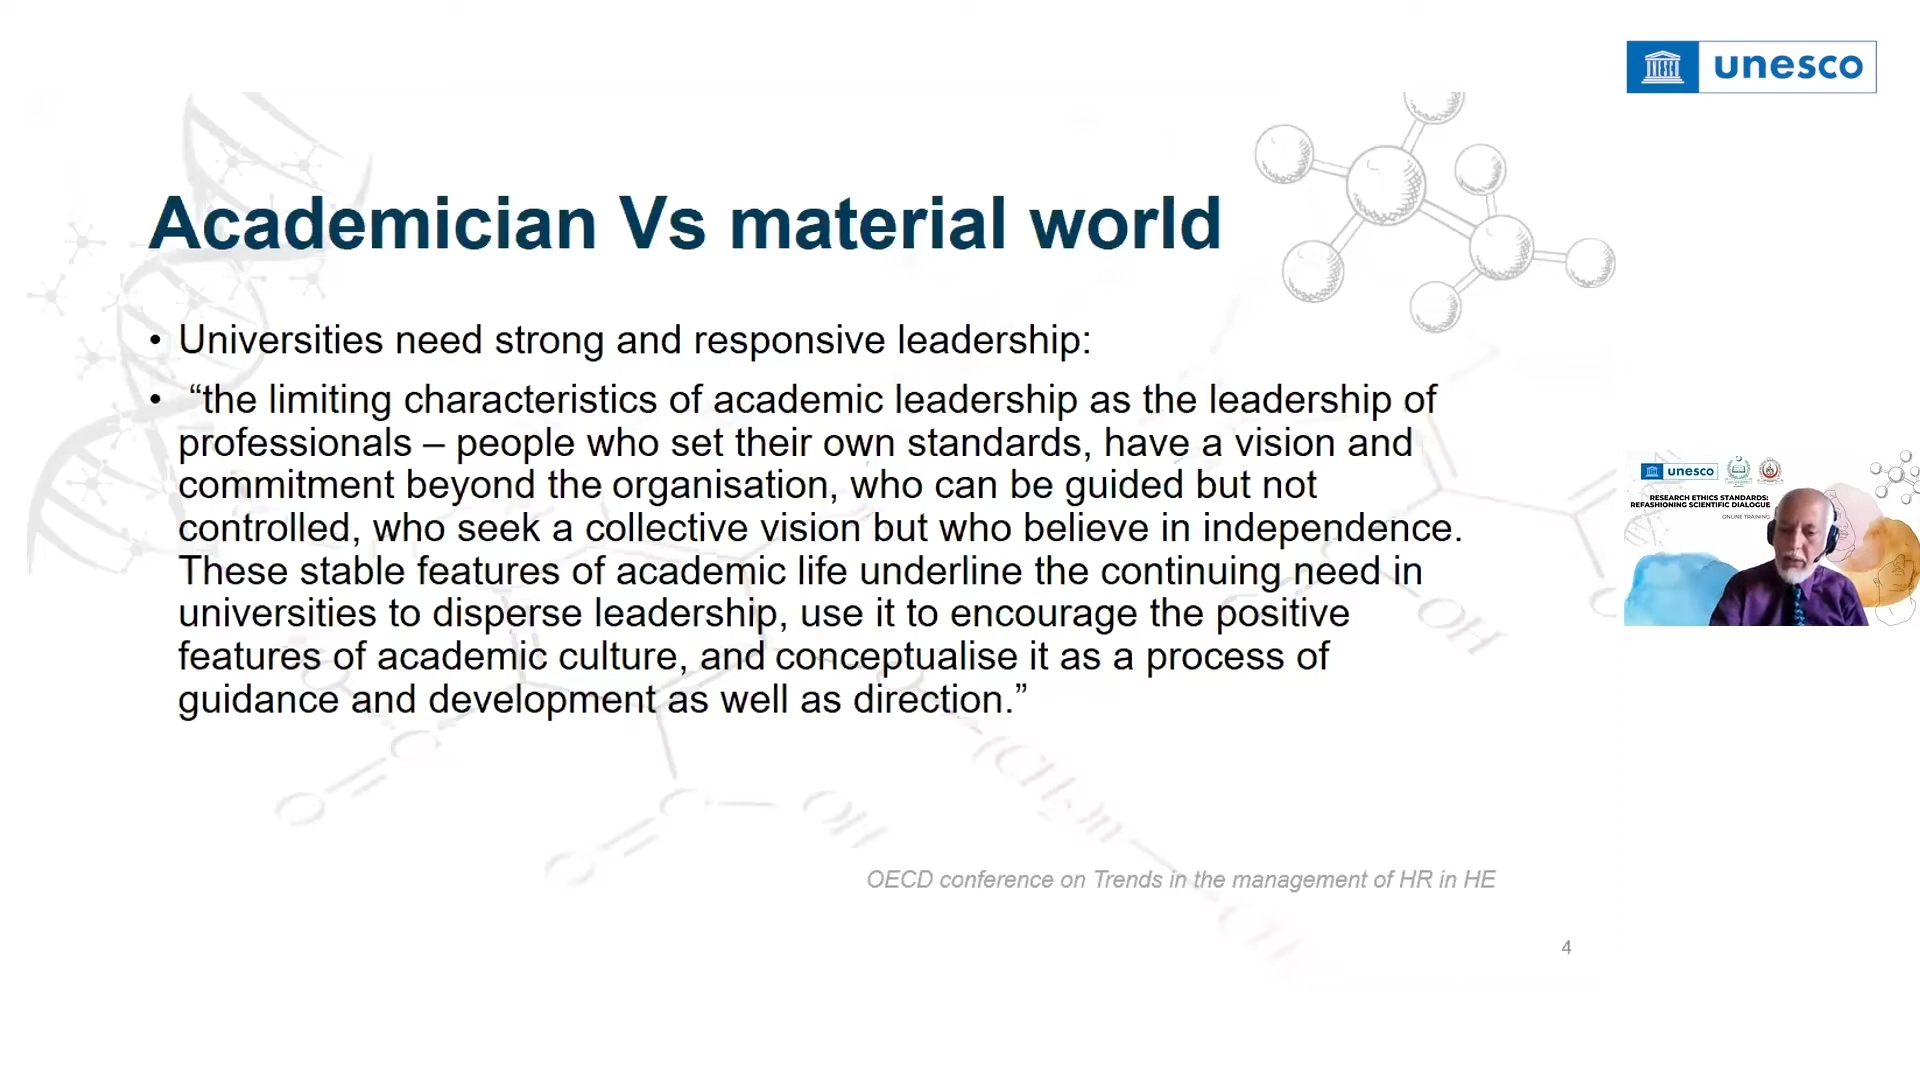 unesco
Academician Vs material world
• Universities need strong and responsive leadership:
• “the limiting characteristics of academic leadership as the leadership of
professionals – people who set their own standards, have a vision and
commitment beyond the organisation, who can be guided but not
controlled, who seek a collective vision but who believe in independence.
These stable features of academic life underline the continuing need in
universities to disperse leadership, use it to encourage the positive
features of academic culture, and conceptualise it as a process of
guidance and development as well as direction.”
OECD conference on Trends in the management of HR in HE
4
unesco
RESEARCH ETHICS STANDARDS:
REFASHIONING SCIENTIFIC DIALOGUE
ONLINE TRAINING
OH
O
C
O
C
OH
O